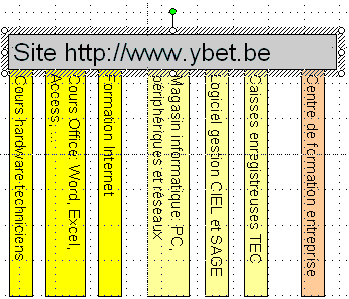 Site http://www.ybet.be
Cours hardware techniciens
Cours Office: Word, Excel,
Access, ...
Formation Internet
Magasin informatique: PC,
périphériques et réseaux
Logiciel gestion CIEL et SAGE
Caisses enregistreuses TEC
Centre de formation entreprise